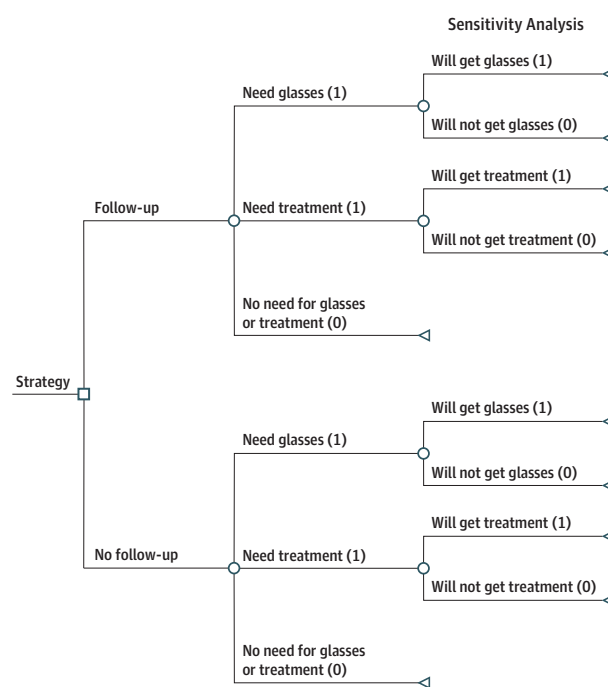 Sensitivity Analysis
Will get glasses (1)
Need glasses (1)
Will not get glasses (0)
Will get treatment (1)
Follow-up
Need treatment (1)
Will not get treatment (0)
No need for glasses
or treatment (0)
Strategy
Will get glasses (1)
Need glasses (1)
Will not get glasses (0)
Will get treatment (1)
No follow-up
Need treatment (1)
Will not get treatment (0)
No need for glasses
or treatment (0)